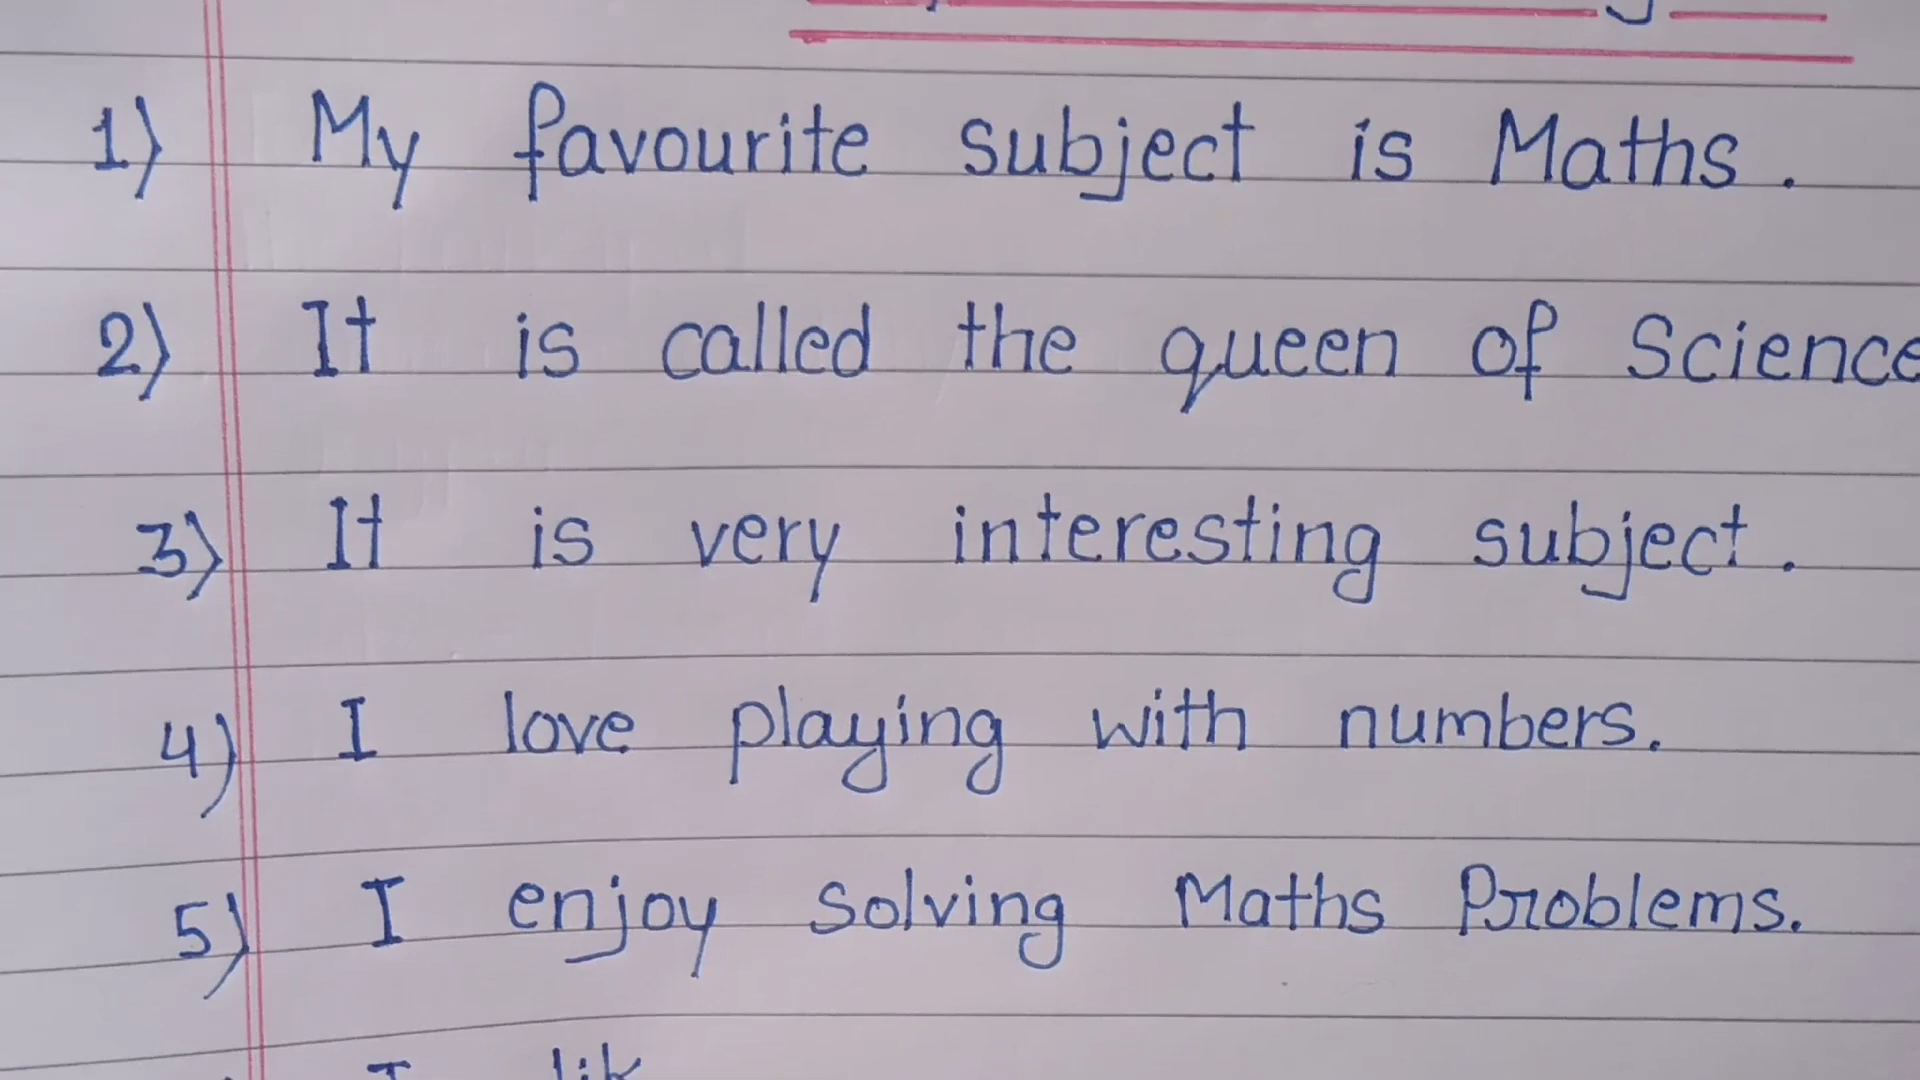 1) My favourite subject is Maths.
2) It is called the queen of Science
3) It is very interesting subject.
4) I love playing with numbers.
5) I enjoy solving Maths Problems.
I